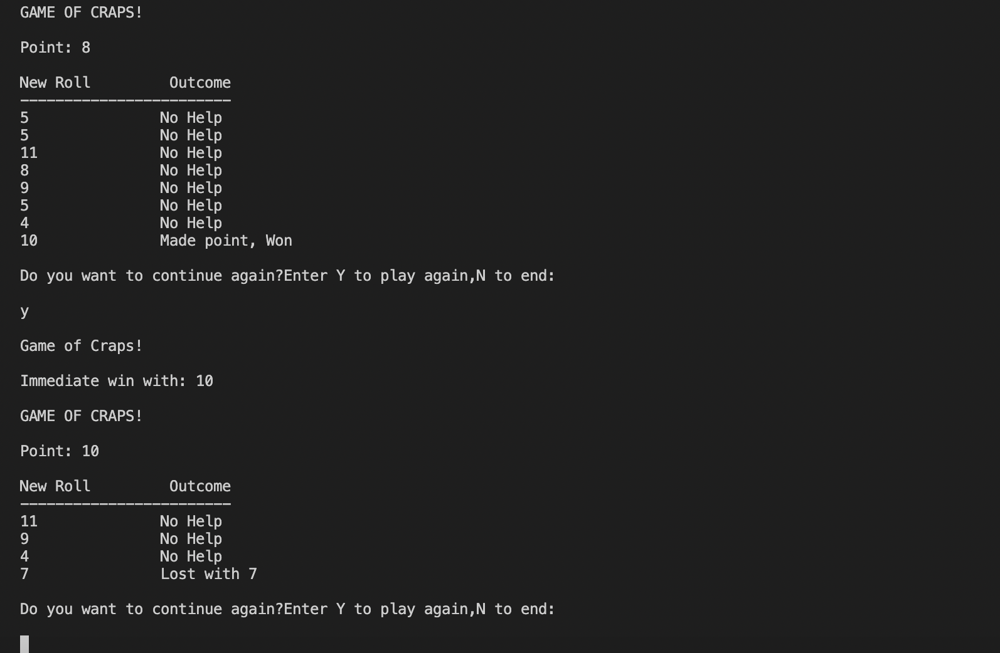 GAME OF CRAPS!
Point: 8
New Roll         Outcome
------------------------
5               No Help
5               No Help
11              No Help
8               No Help
9               No Help
5               No Help
4               No Help
10              Made point, Won
Do you want to continue again?Enter Y to play again,N to end:
y
Game of Craps!
Immediate win with: 10
GAME OF CRAPS!
Point: 10
New Roll         Outcome
------------------------
11              No Help
9               No Help
4               No Help
7               Lost with 7
Do you want to continue again?Enter Y to play again,N to end: